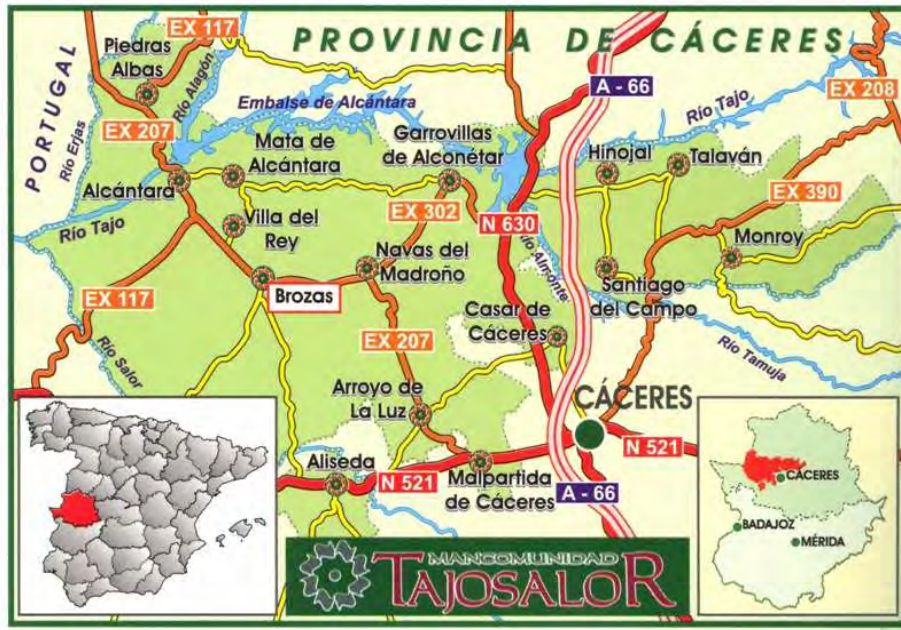 PROVINCIA DE CÁCERES
EX 117
Piedras
Albas
PORTUGAL
Río Erjas
Río Alagón
EX 207
Embalse de Alcántara
A - 66
Río Tajo
EX 208
Mata de
Alcántara
Garrovillas
de Alconétar
Hinojal
Talaván
Alcántara
EX 390
EX 302
Río Tajo
Villa del
Rey
N 630
Río Almonte
Monroy
Navas del
Madroño
Brozas
Santiago
del Campo
EX 117
Casar de
Cáceres
EX 207
Río Salor
Río Tamuja
Arroyo de
La Luz
CÁCERES
N 521
Aliseda
N 521
Malpartida
de Cáceres
A - 66
CÁCERES
BADAJOZ
MÉRIDA
MANCOMUNIDAD
TAJOSALOR